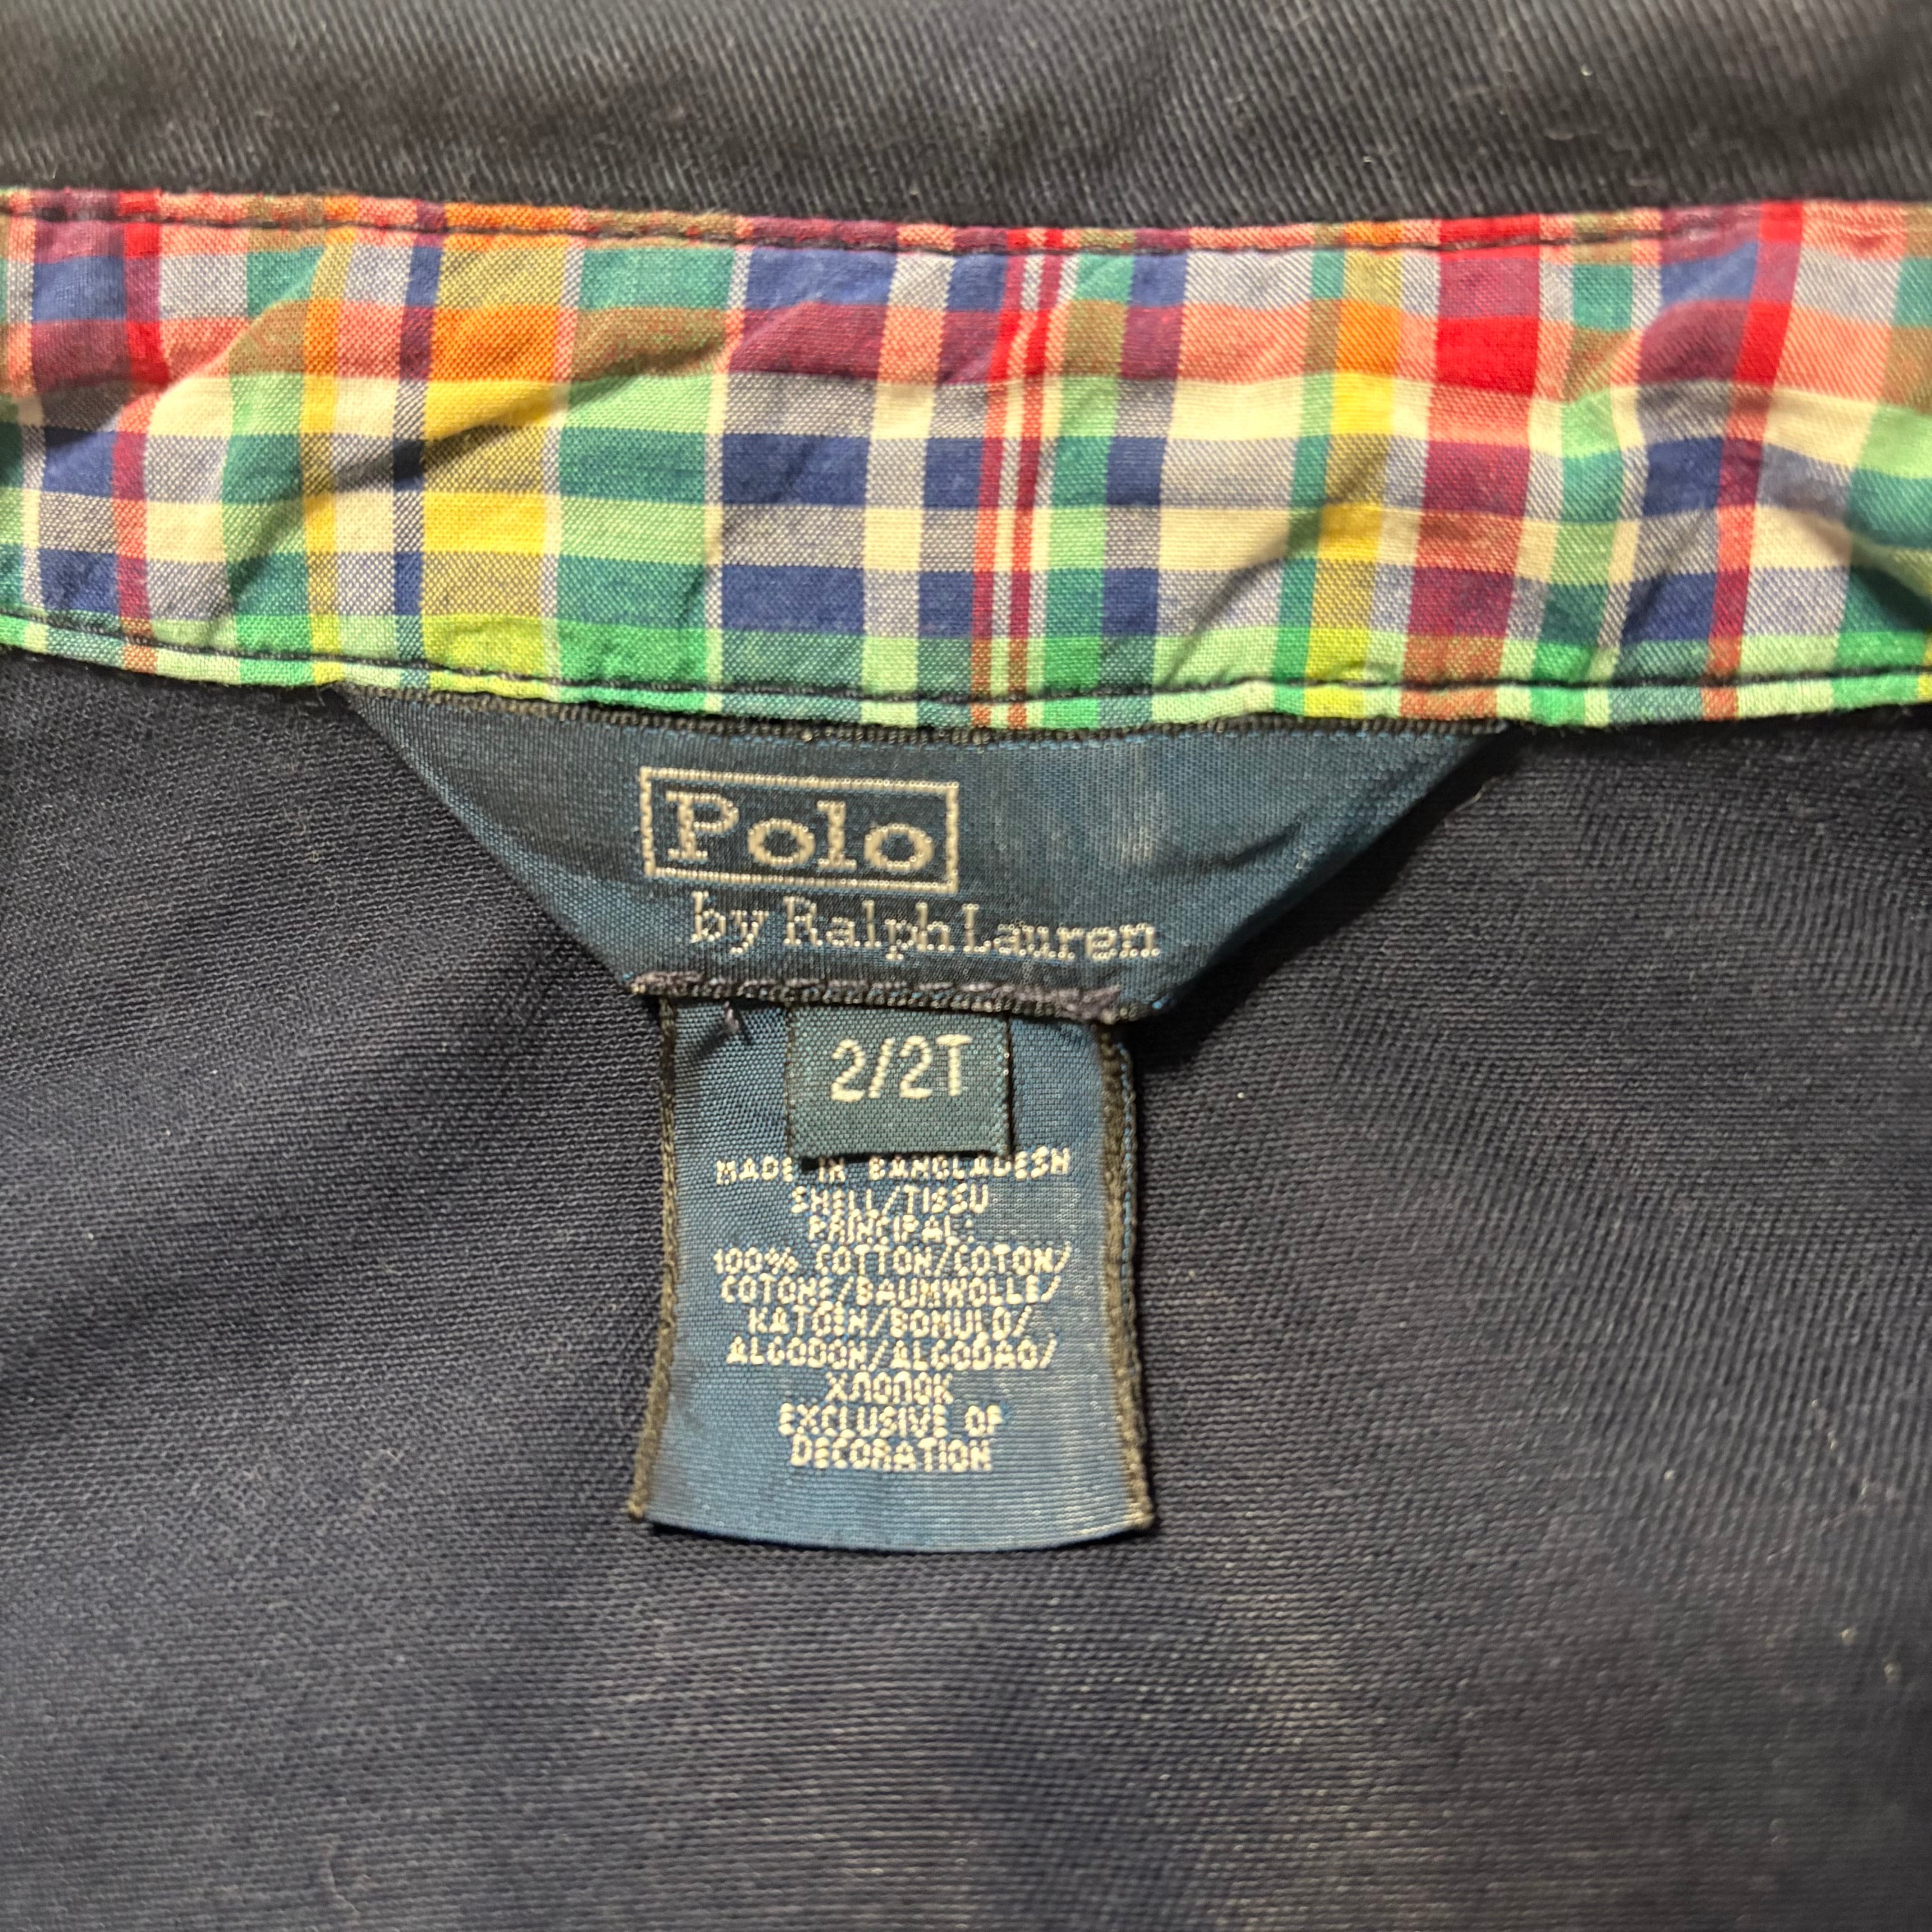 Polo
by Ralph Lauren
2/2T
MADE IN BANGLADESH
SHELL/TISSU
PRINCIPAL:
100% COTTON/COTON/
COTONE/BAUMWOLLE/
KATOEN/BOMULD/
ALGODON/ALGODAO/
ХЛОПОК
EXCLUSIVE OF
DECORATION